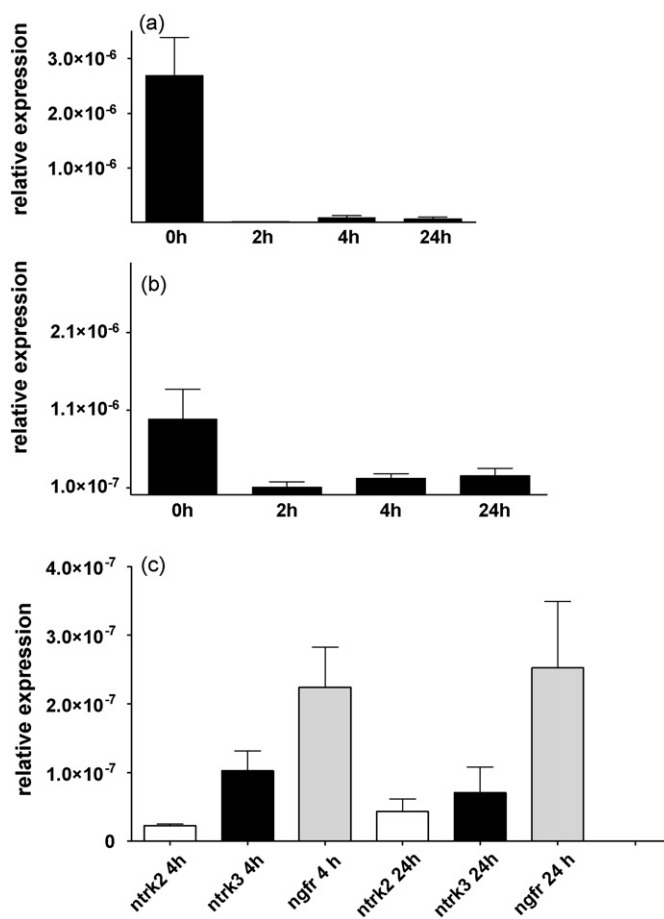 (a)
relative expression
3.0×10⁻⁶
2.0×10⁻⁶
1.0×10⁻⁶
0h 2h 4h 24h
(b)
relative expression
2.1×10⁻⁶
1.1×10⁻⁶
1.0×10⁻⁷
0h 2h 4h 24h
(c)
relative expression
4.0×10⁻⁷
3.0×10⁻⁷
2.0×10⁻⁷
1.0×10⁻⁷
0
ntrk2 4h
ntrk3 4h
ngfr 4 h
ntrk2 24h
ntrk3 24h
ngfr 24 h